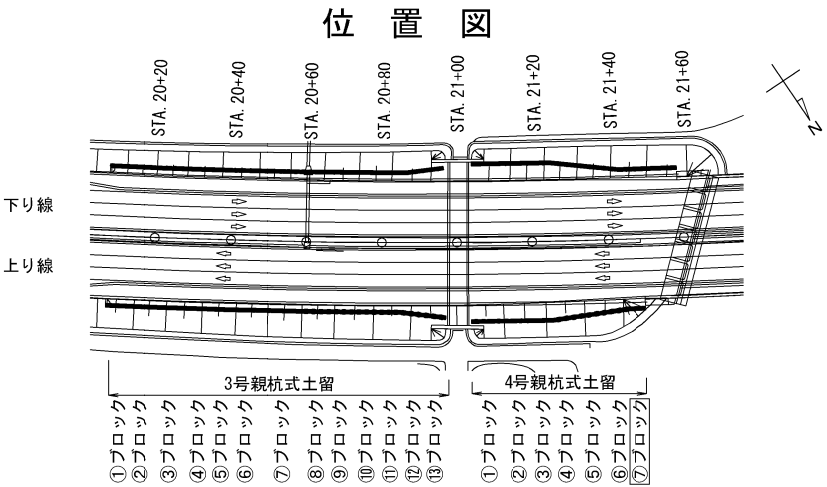 位置図
STA. 20+20
STA. 20+40
STA. 20+60
STA. 20+80
STA. 21+00
STA. 21+20
STA. 21+40
STA. 21+60
N
下り線
上り線
3号親杭式土留
4号親杭式土留
①ブロック
②ブロック
③ブロック
④ブロック
⑤ブロック
⑥ブロック
⑦ブロック
⑧ブロック
⑨ブロック
⑩ブロック
⑪ブロック
⑫ブロック
⑬ブロック
①ブロック
②ブロック
③ブロック
④ブロック
⑤ブロック
⑥ブロック
⑦ブロック